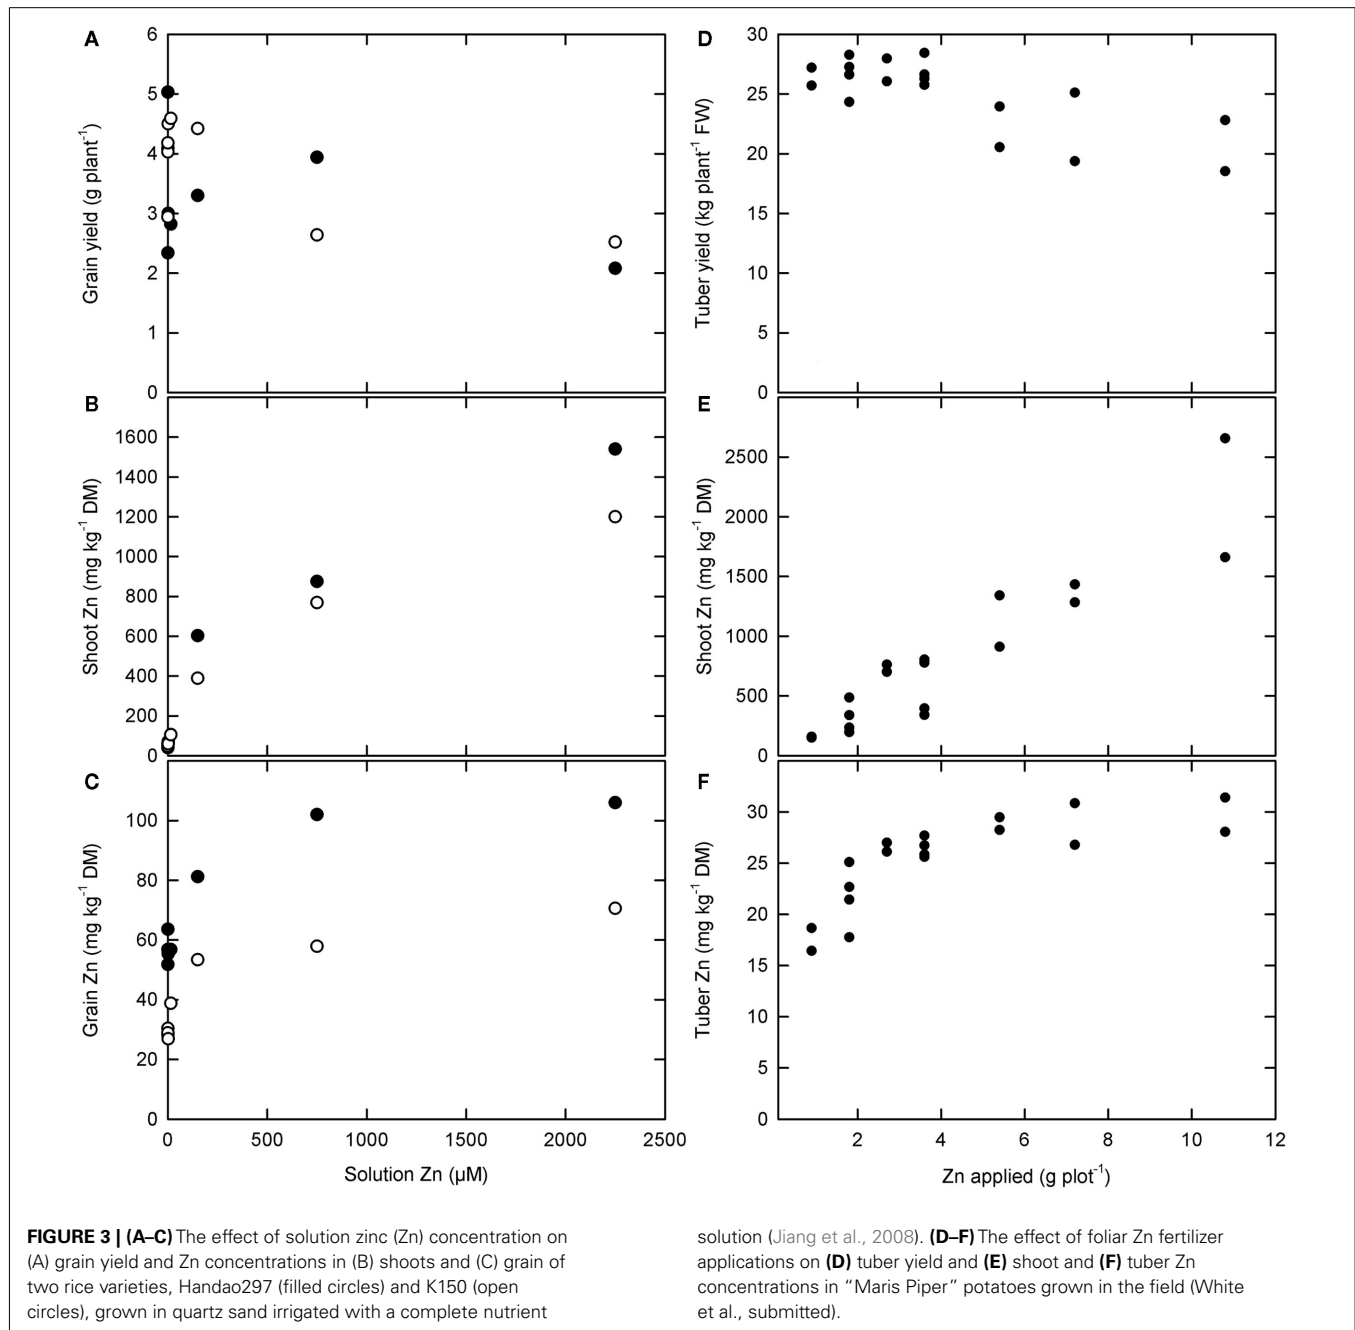 A
6
5
4
3
2
1
0
Grain yield (g plant-1)
B
1600
1400
1200
1000
800
600
400
200
0
Shoot Zn (mg kg-1 DM)
C
100
80
60
40
20
0
Grain Zn (mg kg-1 DM)
0 500 1000 1500 2000 2500
Solution Zn (µM)
D
30
25
20
15
10
5
0
Tuber yield (kg plant-1 FW)
E
2500
2000
1500
1000
500
0
Shoot Zn (mg kg-1 DM)
F
30
25
20
15
10
5
0
Tuber Zn (mg kg-1 DM)
2 4 6 8 10 12
Zn applied (g plot-1)
FIGURE 3 | (A–C) The effect of solution zinc (Zn) concentration on
(A) grain yield and Zn concentrations in (B) shoots and (C) grain of
two rice varieties, Handao297 (filled circles) and K150 (open
circles), grown in quartz sand irrigated with a complete nutrient
solution (Jiang et al., 2008). (D–F) The effect of foliar Zn fertilizer
applications on (D) tuber yield and (E) shoot and (F) tuber Zn
concentrations in “Maris Piper” potatoes grown in the field (White
et al., submitted).